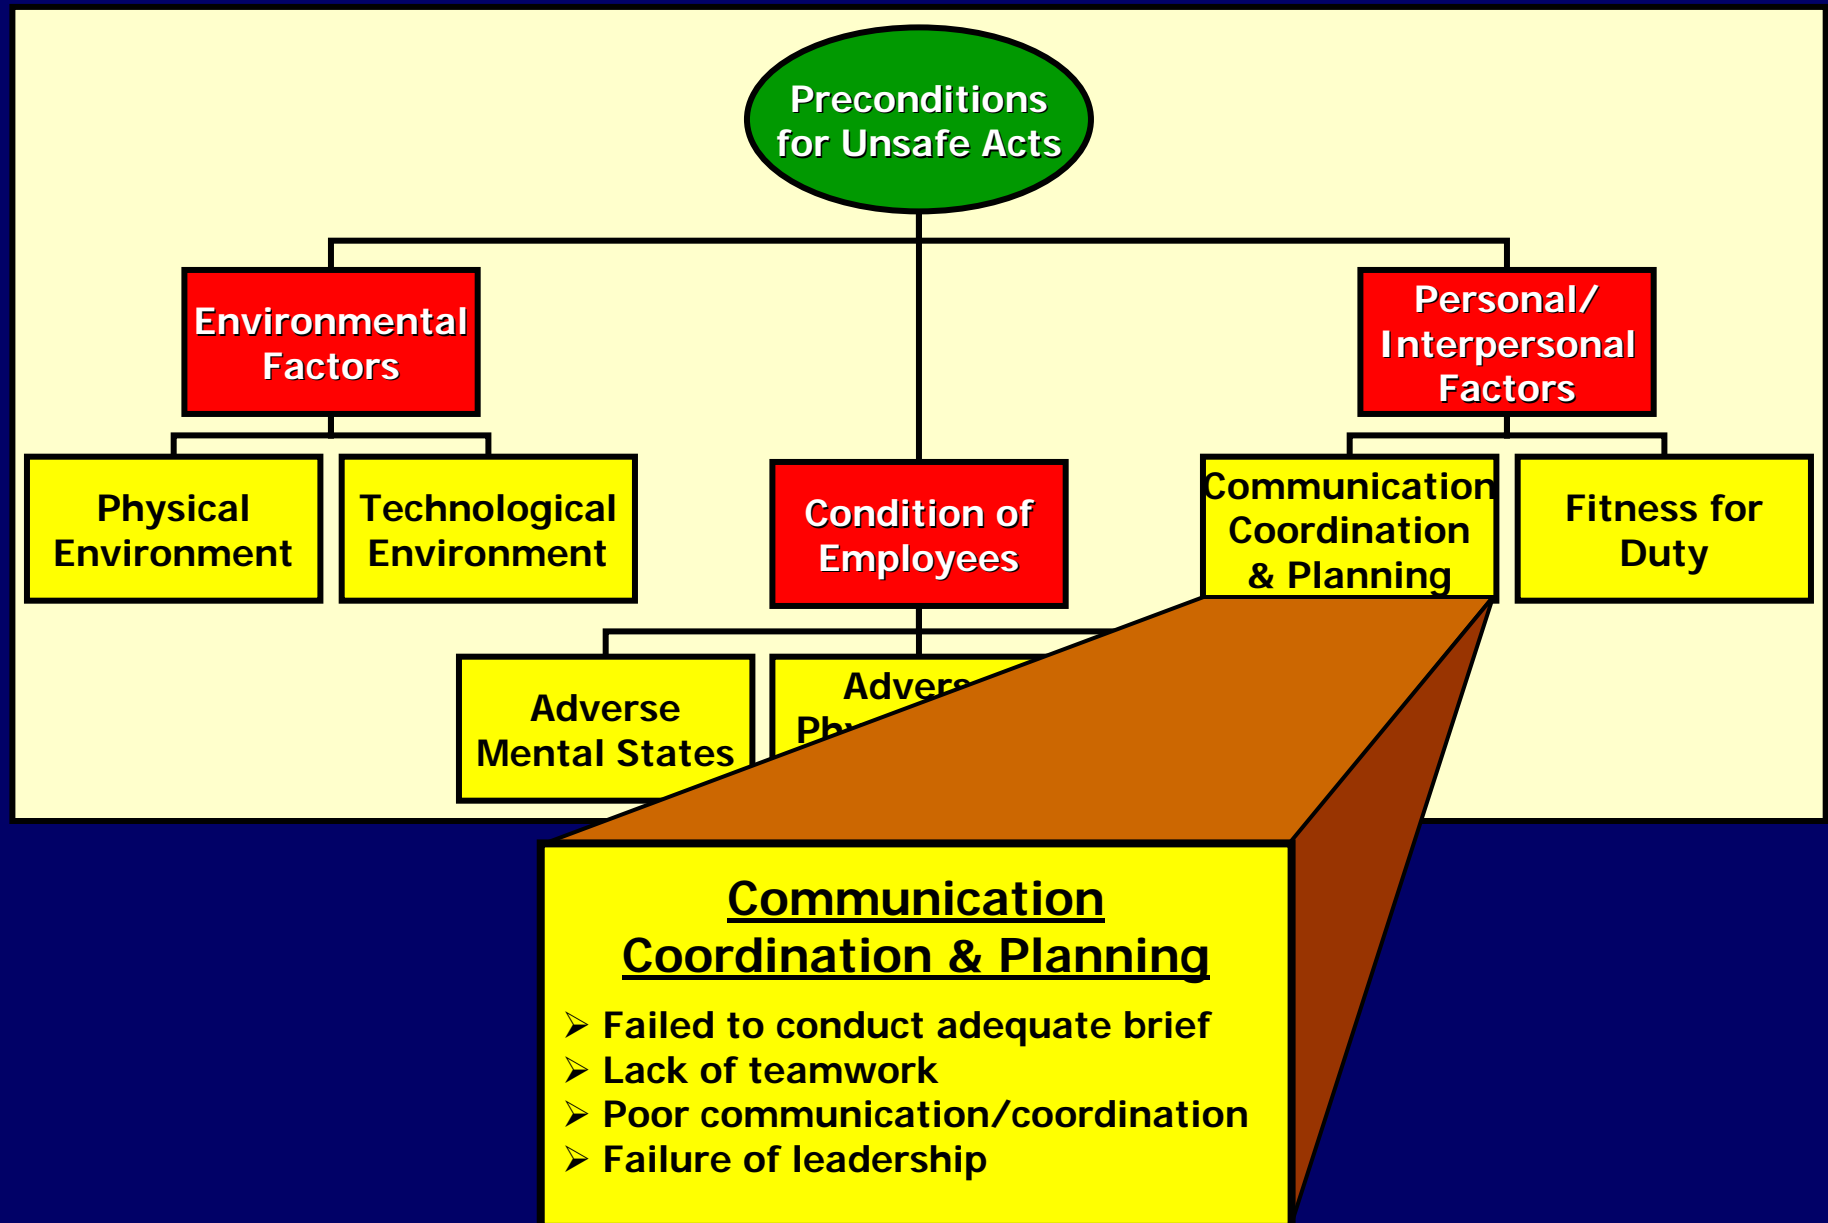 Preconditions
for Unsafe Acts
Environmental
Factors
Personal/
Interpersonal
Factors
Physical
Environment
Technological
Environment
Condition of
Employees
Communication
Coordination
& Planning
Fitness for
Duty
Adverse
Mental States
Communication
Coordination & Planning
➢ Failed to conduct adequate brief
➢ Lack of teamwork
➢ Poor communication/coordination
➢ Failure of leadership